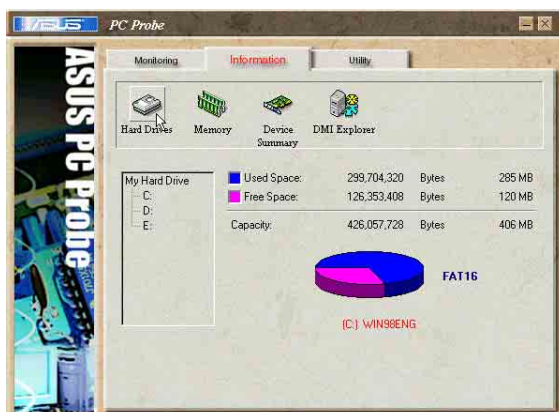 ASUS PC Probe
Monitoring Information Utility
Hard Drives Memory Device Summary DMI Explorer
My Hard Drive
C:
D:
E:
Used Space: 299,704,320 Bytes 285 MB
Free Space: 126,353,408 Bytes 120 MB
Capacity: 426,057,728 Bytes 406 MB
FAT16
(C:) WIN98ENG
ASUS PC Probe